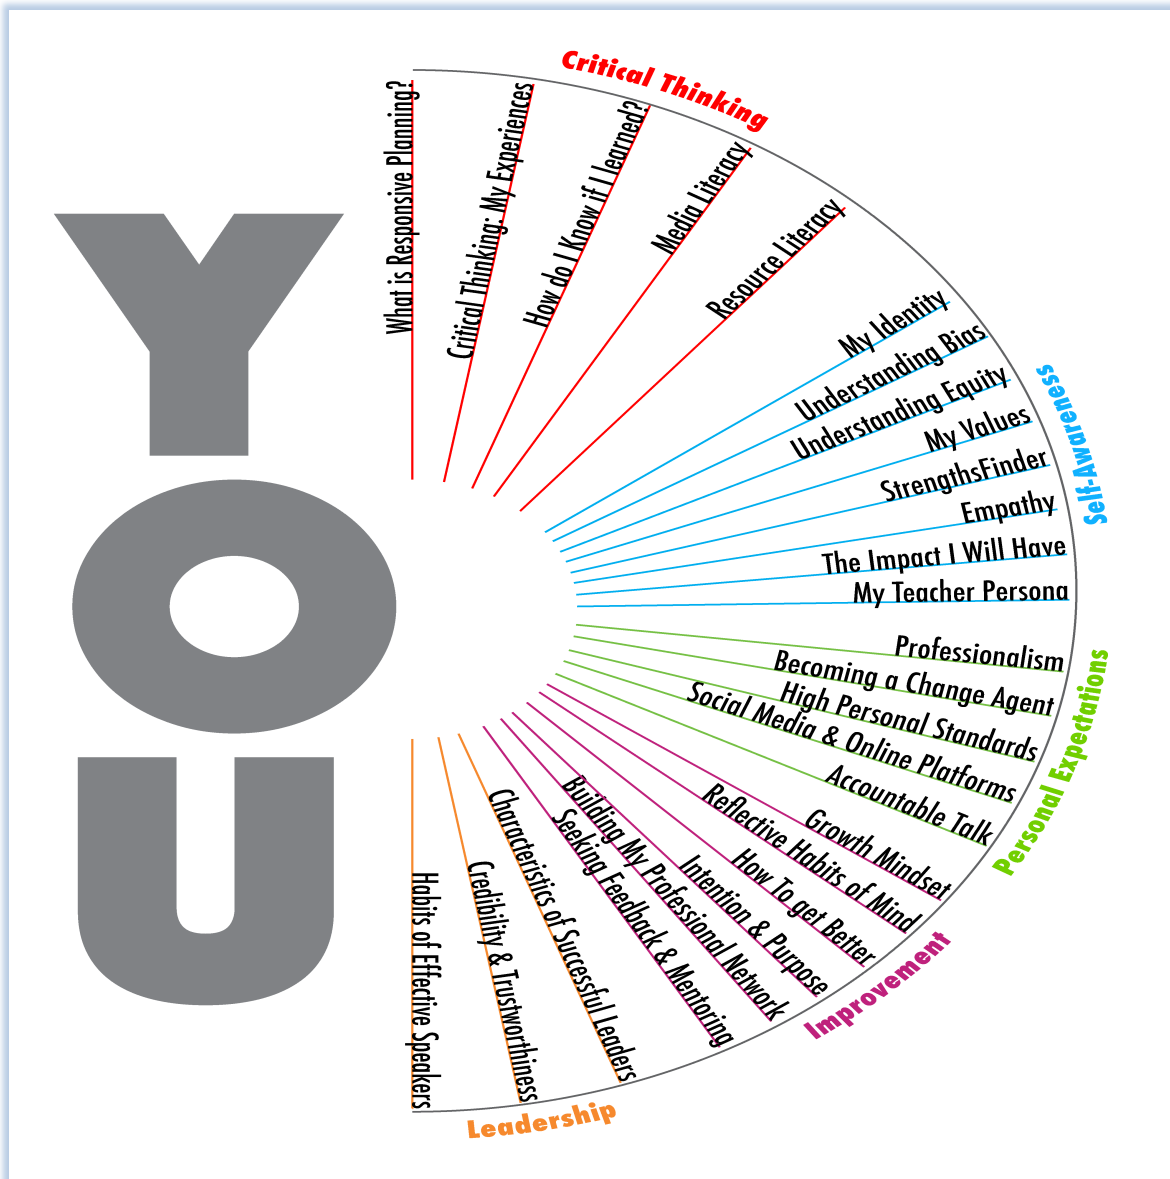 YOU
Critical Thinking
What is Responsive Planning?
Critical Thinking: My Experiences
How do I Know if I learned?
Media Literacy
Resource Literacy
Self-Awareness
My Identity
Understanding Bias
Understanding Equity
My Values
StrengthsFinder
Empathy
The Impact I Will Have
My Teacher Persona
Personal Expectations
Professionalism
Becoming a Change Agent
High Personal Standards
Social Media & Online Platforms
Accountable Talk
Improvement
Growth Mindset
Reflective Habits of Mind
How To get Better
Intention & Purpose
Building My Professional Network
Seeking Feedback & Mentoring
Leadership
Characteristics of Successful Leaders
Credibility & Trustworthiness
Habits of Effective Speakers